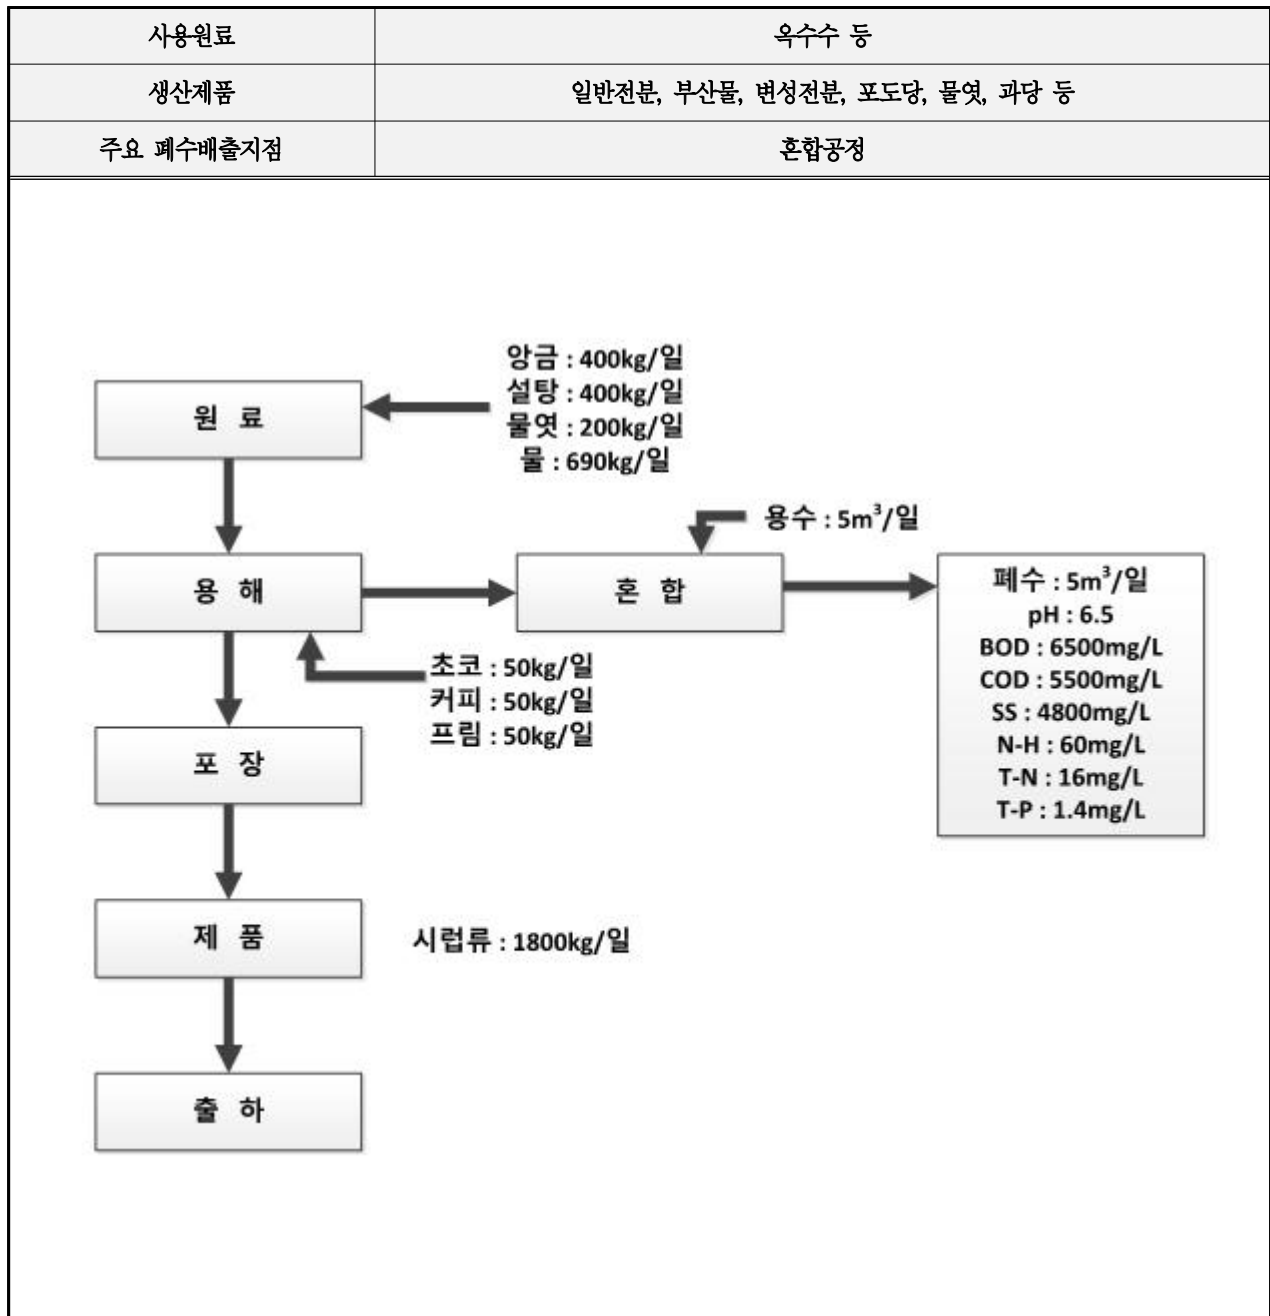 사용원료 옥수수 등
생산제품 일반전분, 부산물, 변성전분, 포도당, 물엿, 과당 등
주요 폐수배출지점 혼합공정
앙금 : 400kg/일
설탕 : 400kg/일
물엿 : 200kg/일
물 : 690kg/일
원 료
용수 : 5m³/일
용 해
혼 합
폐수 : 5m³/일
pH : 6.5
BOD : 6500mg/L
COD : 5500mg/L
SS : 4800mg/L
N-H : 60mg/L
T-N : 16mg/L
T-P : 1.4mg/L
초코 : 50kg/일
커피 : 50kg/일
프림 : 50kg/일
포 장
제 품
시럽류 : 1800kg/일
출 하